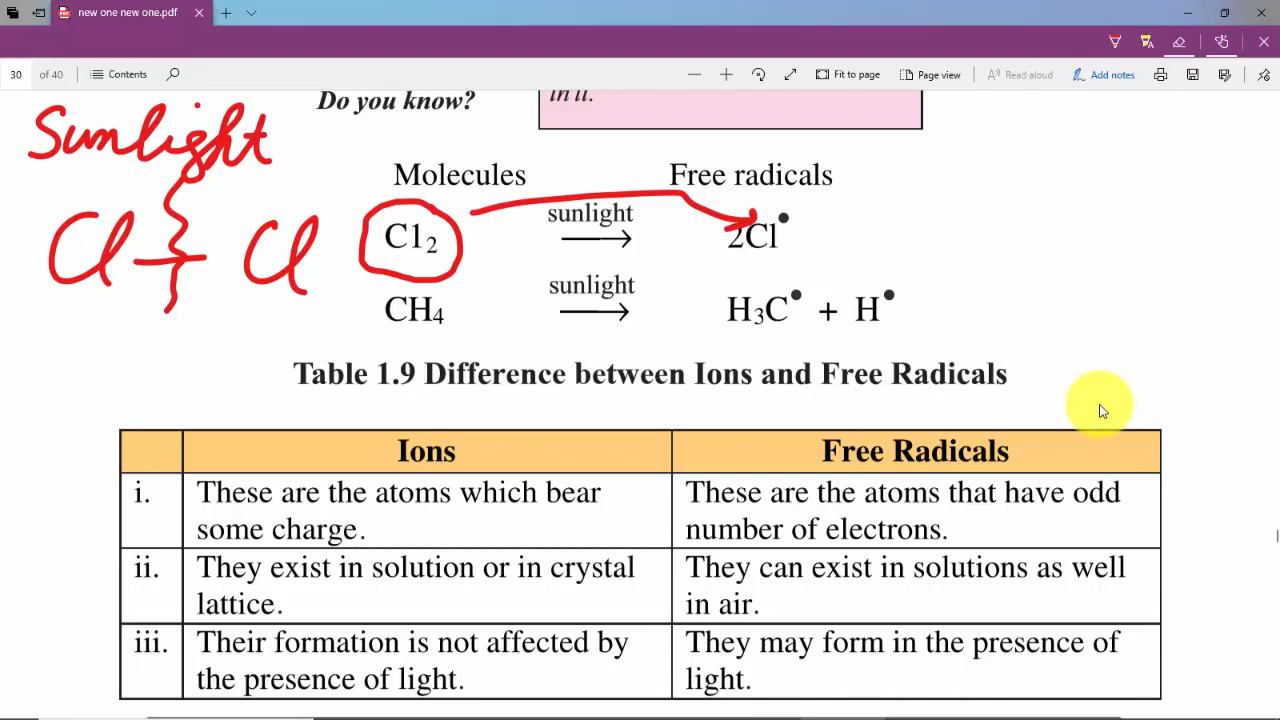 new one new one.pdf
30 of 40 Contents Fit to page Page view Read aloud Add notes
Do you know? in it.
Sunlight
Molecules Free radicals
Cl Cl
C1₂ sunlight → 2Cl•
CH₄ sunlight → H₃C• + H•
Table 1.9 Difference between Ions and Free Radicals
Ions Free Radicals
i. These are the atoms which bear some charge. These are the atoms that have odd number of electrons.
ii. They exist in solution or in crystal lattice. They can exist in solutions as well in air.
iii. Their formation is not affected by the presence of light. They may form in the presence of light.